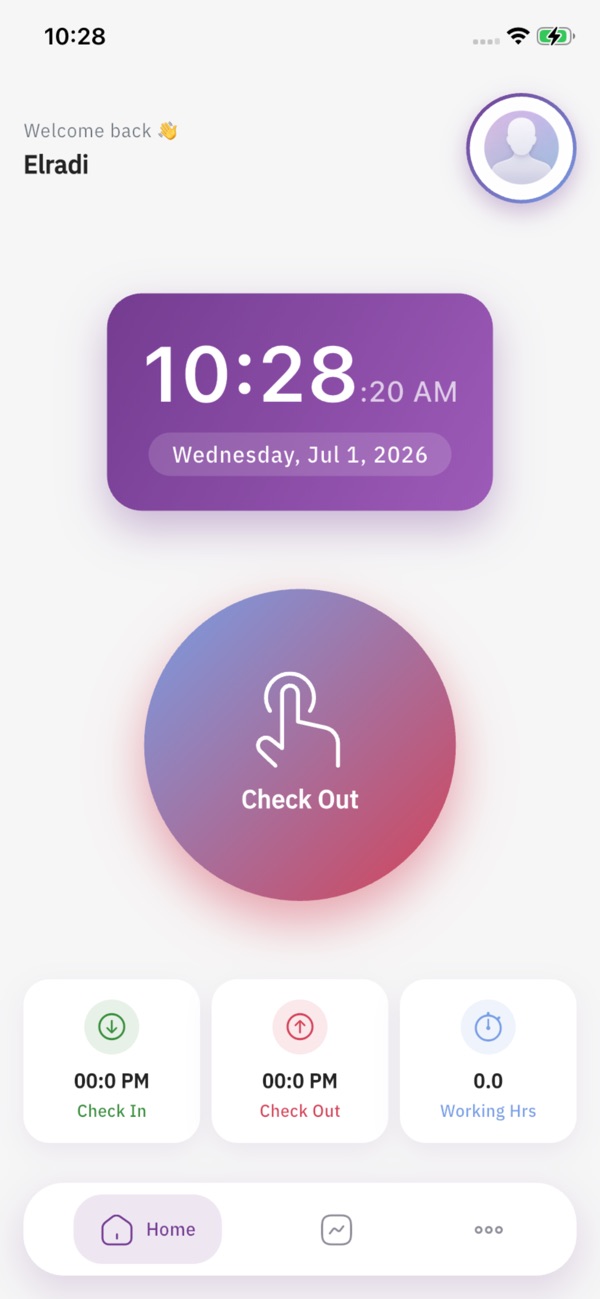 10:28
Welcome back 👋
Elradi
10:28:20 AM
Wednesday, Jul 1, 2026
Check Out
00:0 PM
Check In
00:0 PM
Check Out
0.0
Working Hrs
Home